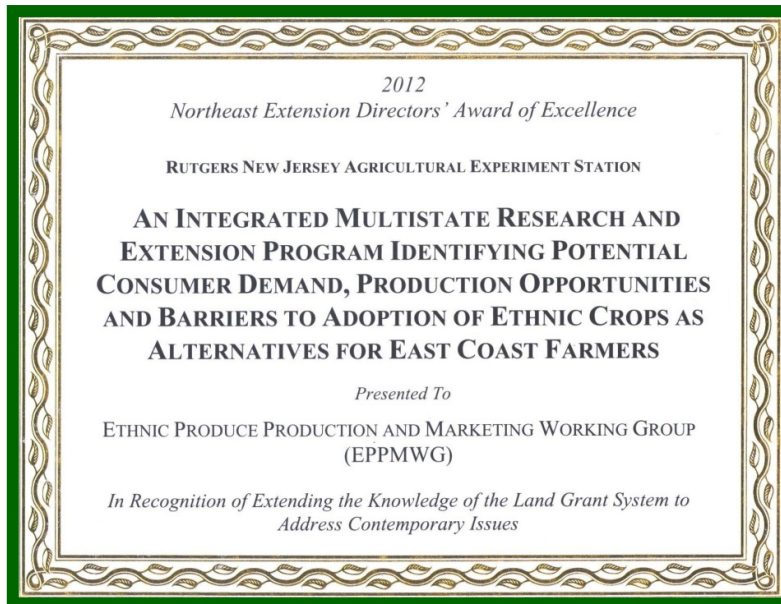 2012
Northeast Extension Directors' Award of Excellence
RUTGERS NEW JERSEY AGRICULTURAL EXPERIMENT STATION
AN INTEGRATED MULTISTATE RESEARCH AND
EXTENSION PROGRAM IDENTIFYING POTENTIAL
CONSUMER DEMAND, PRODUCTION OPPORTUNITIES
AND BARRIERS TO ADOPTION OF ETHNIC CROPS AS
ALTERNATIVES FOR EAST COAST FARMERS
Presented To
ETHNIC PRODUCE PRODUCTION AND MARKETING WORKING GROUP
(EPPMWG)
In Recognition of Extending the Knowledge of the Land Grant System to
Address Contemporary Issues